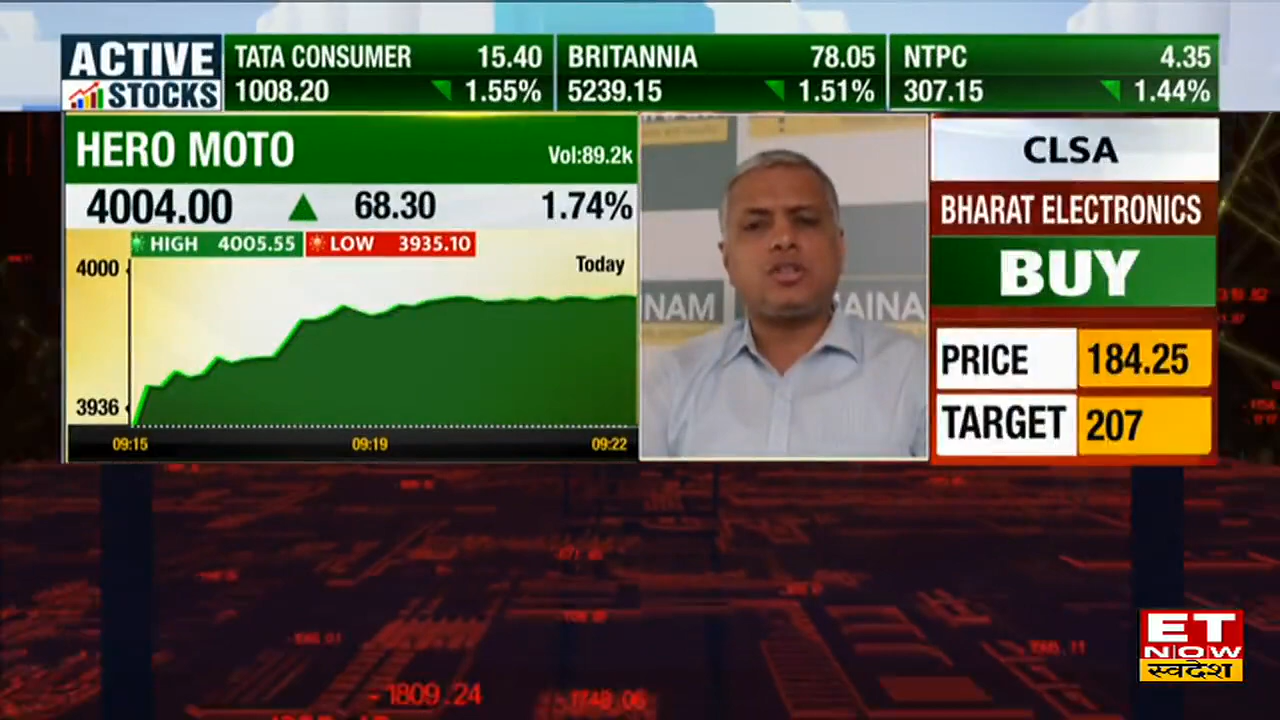 ACTIVE
STOCKS
TATA CONSUMER 15.40
1008.20 1.55%
BRITANNIA 78.05
5239.15 1.51%
NTPC 4.35
307.15 1.44%
HERO MOTO Vol:89.2k
4004.00 68.30 1.74%
HIGH 4005.55 LOW 3935.10
Today
4000
3936
09:15 09:19 09:22
NAM
AINA
CLSA
BHARAT ELECTRONICS
BUY
PRICE 184.25
TARGET 207
ET
NOW
स्वदेश
- 1809.24